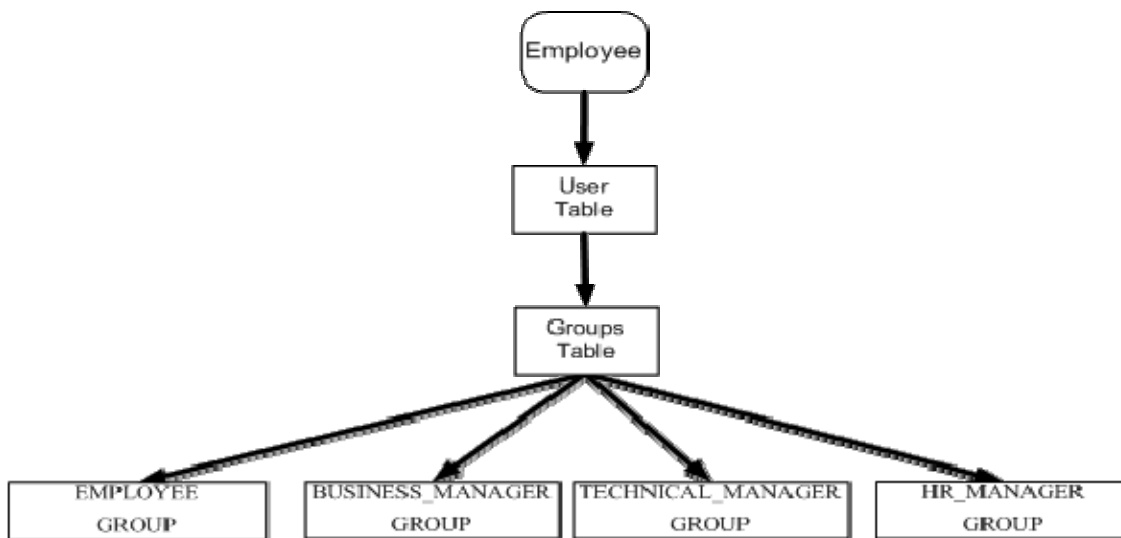 Employee
User
Table
Groups
Table
EMPLOYEE
GROUP
BUSINESS_MANAGER
GROUP
TECHNICAL_MANAGER
GROUP
HR_MANAGER
GROUP